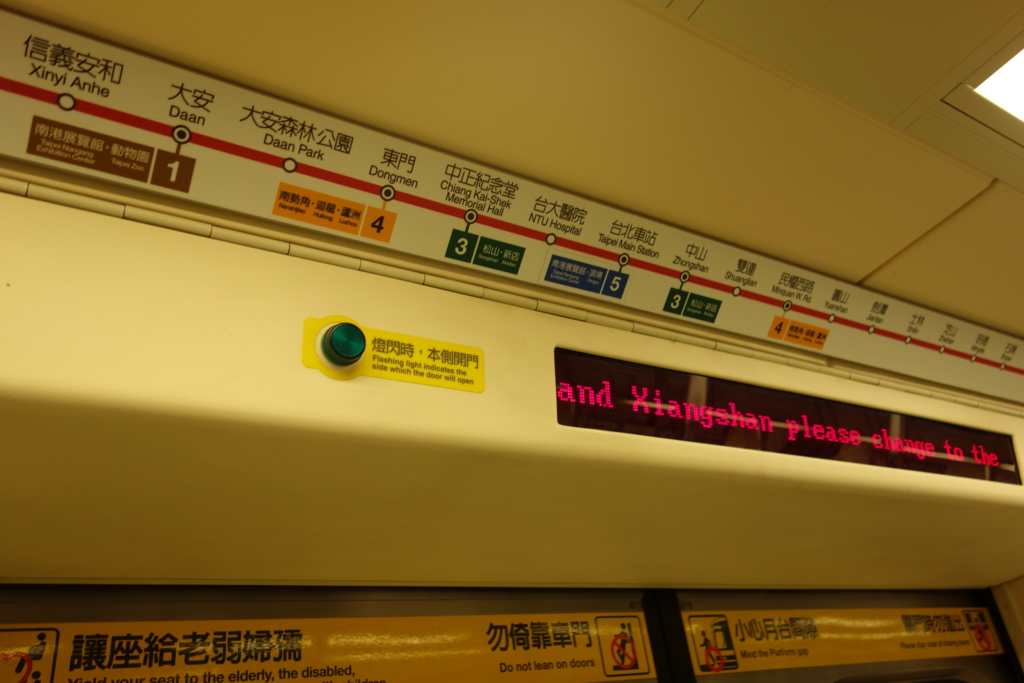 信義安和
Xinyi Anhe
大安
Daan
南港展覽館・動物園
Taipei Nangang Exhibition Center
Taipei Zoo
1
大安森林公園
Daan Park
東門
Dongmen
南勢角・迴龍・蘆洲
Nanshijiao Huilong Luzhou
4
中正紀念堂
Chiang Kai-Shek
Memorial Hall
3
松山・新店
Songshan Xindian
台大醫院
NTU Hospital
台北車站
Taipei Main Station
南港展覽館・頂埔
5
中山
Zhongshan
3
松山・新店
雙連
Shuanglian
民權西路
Minquan W. Rd.
4
圓山
Yuanshan
劍潭
Jiantan
士林
Shilin
燈閃時，本側開門
Flashing light indicates the
side which the door will open
and Xiangshan please change to the
讓座給老弱婦孺
Yield your seat to the elderly, the disabled,
勿倚靠車門
Do not lean on doors
小心月台間隙
Mind the Platform gap